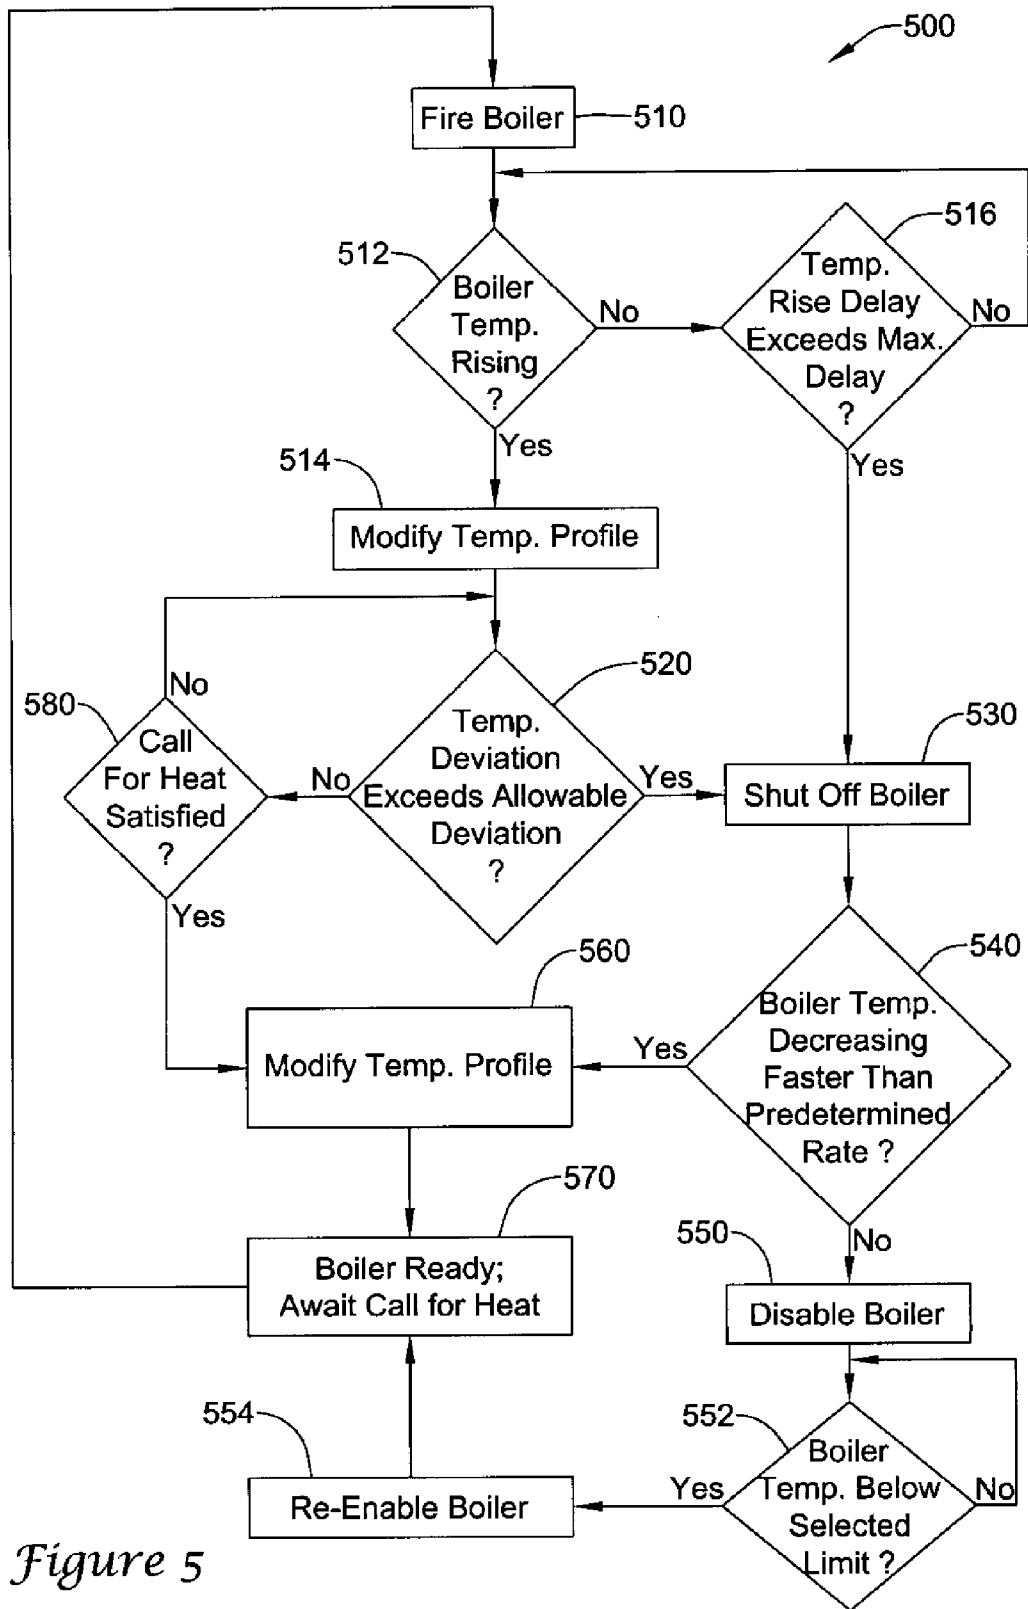 500
Fire Boiler
510
516
512
Boiler
Temp.
Rising
?
No
Temp.
Rise Delay
Exceeds Max.
Delay
?
No
Yes
Yes
514
Modify Temp. Profile
520
580
No
Call
For Heat
Satisfied
?
No
Temp.
Deviation
Exceeds Allowable
Deviation
?
Yes
530
Shut Off Boiler
Yes
560
540
Modify Temp. Profile
Yes
Boiler Temp.
Decreasing
Faster Than
Predetermined
Rate ?
570
No
550
Boiler Ready;
Await Call for Heat
Disable Boiler
554
552
Re-Enable Boiler
Yes
Boiler
Temp. Below
Selected
Limit ?
No
Figure 5